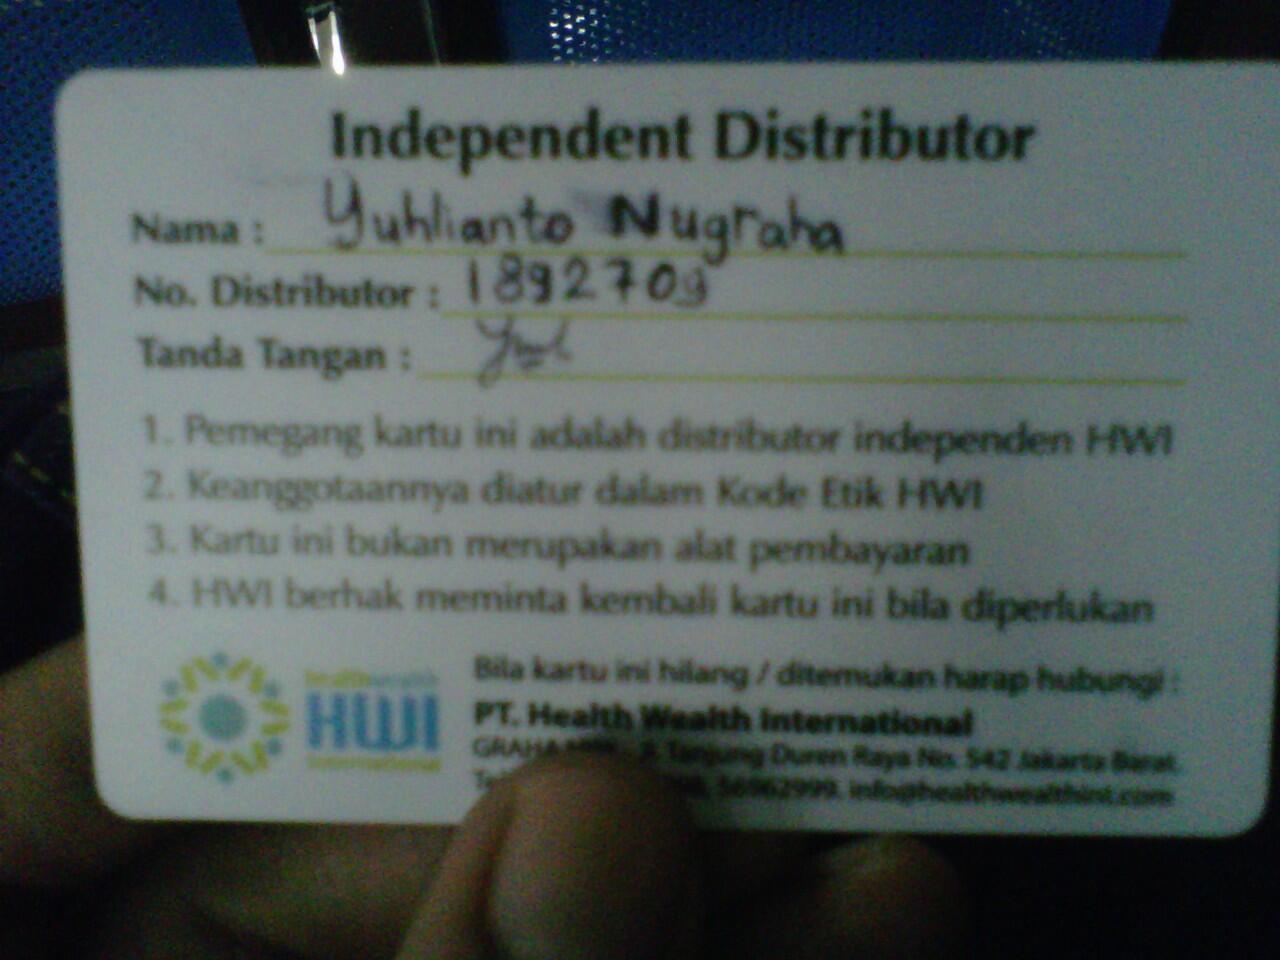 Independent Distributor
Nama : Yuhlianto Nugraha
No. Distributor : 1892709
Tanda Tangan :
1. Pemegang kartu ini adalah distributor independen HWI
2. Keanggotaannya diatur dalam Kode Etik HWI
3. Kartu ini bukan merupakan alat pembayaran
4. HWI berhak meminta kembali kartu ini bila diperlukan
healthwealth
HWI
International
Bila kartu ini hilang / ditemukan harap hubungi :
PT. Health Wealth International
GRAHA Tanjung Duren Raya No. 542 Jakarta Barat.
56962999. info@healthwealthint.com